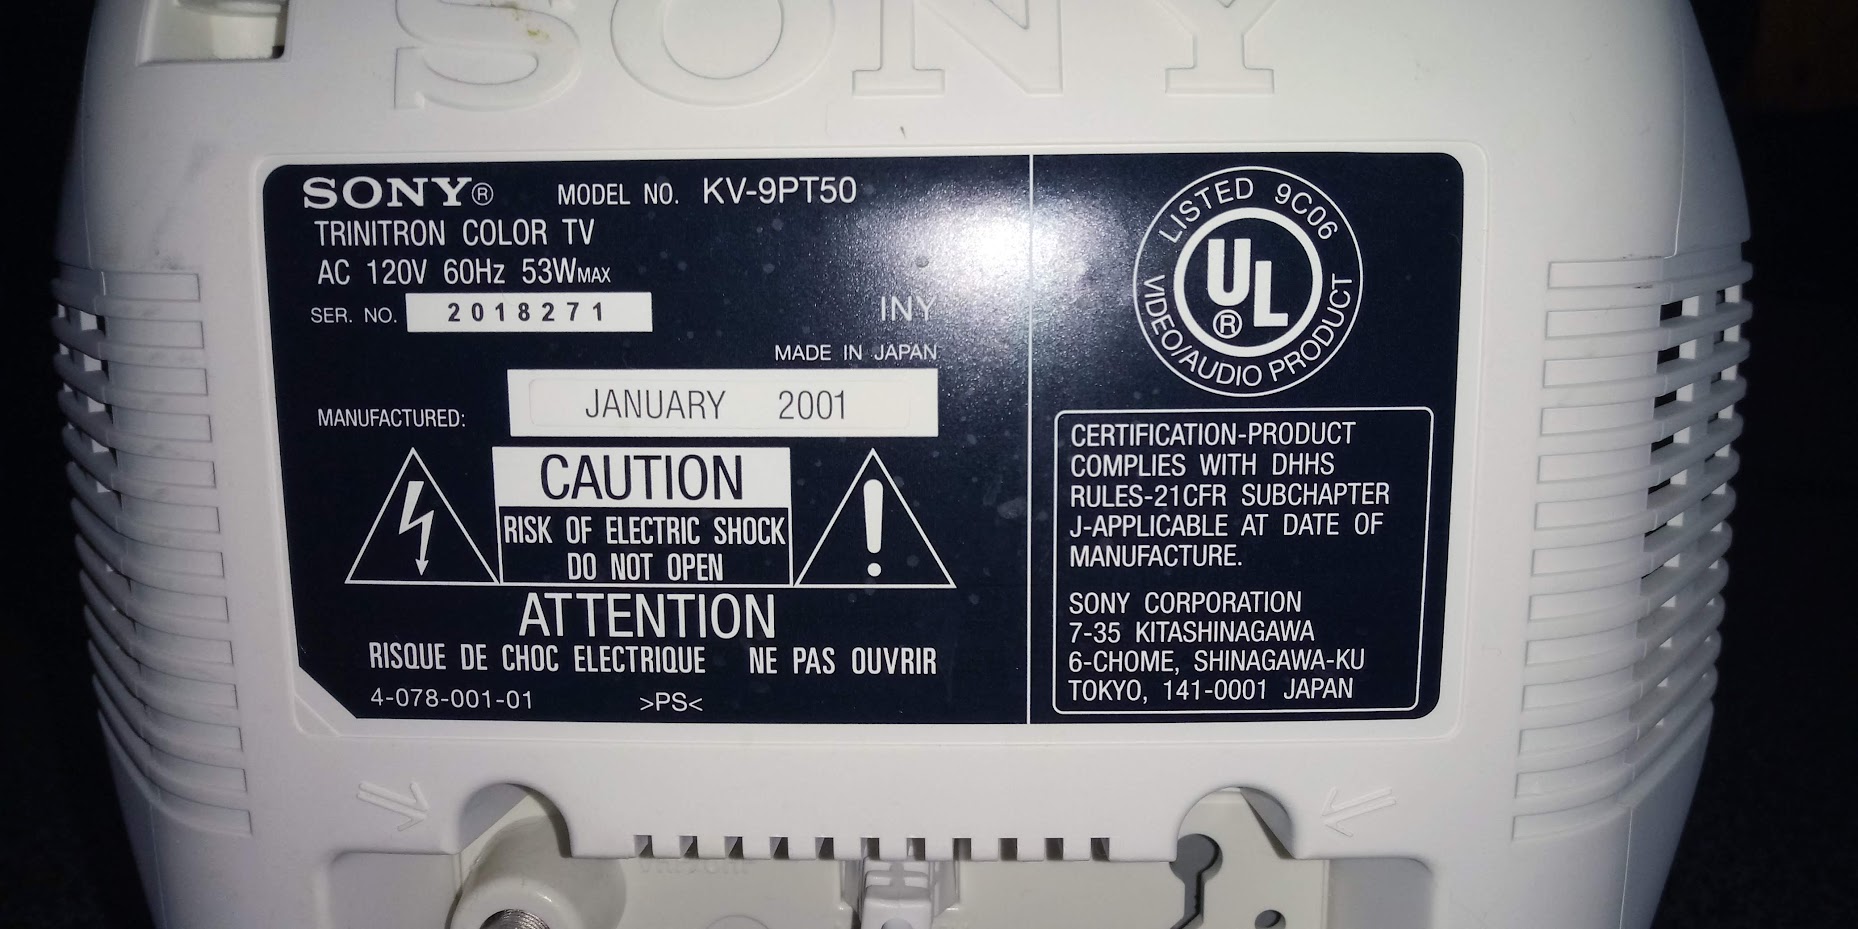 SONY
SONY® MODEL NO. KV-9PT50
TRINITRON COLOR TV
AC 120V 60Hz 53WMAX
SER. NO. 2018271
INY
MADE IN JAPAN
MANUFACTURED: JANUARY 2001
CAUTION
RISK OF ELECTRIC SHOCK
DO NOT OPEN
ATTENTION
RISQUE DE CHOC ELECTRIQUE NE PAS OUVRIR
4-078-001-01 >PS<
LISTED 9C06
UL®
VIDEO/AUDIO PRODUCT
CERTIFICATION-PRODUCT
COMPLIES WITH DHHS
RULES-21CFR SUBCHAPTER
J-APPLICABLE AT DATE OF
MANUFACTURE.
SONY CORPORATION
7-35 KITASHINAGAWA
6-CHOME, SHINAGAWA-KU
TOKYO, 141-0001 JAPAN